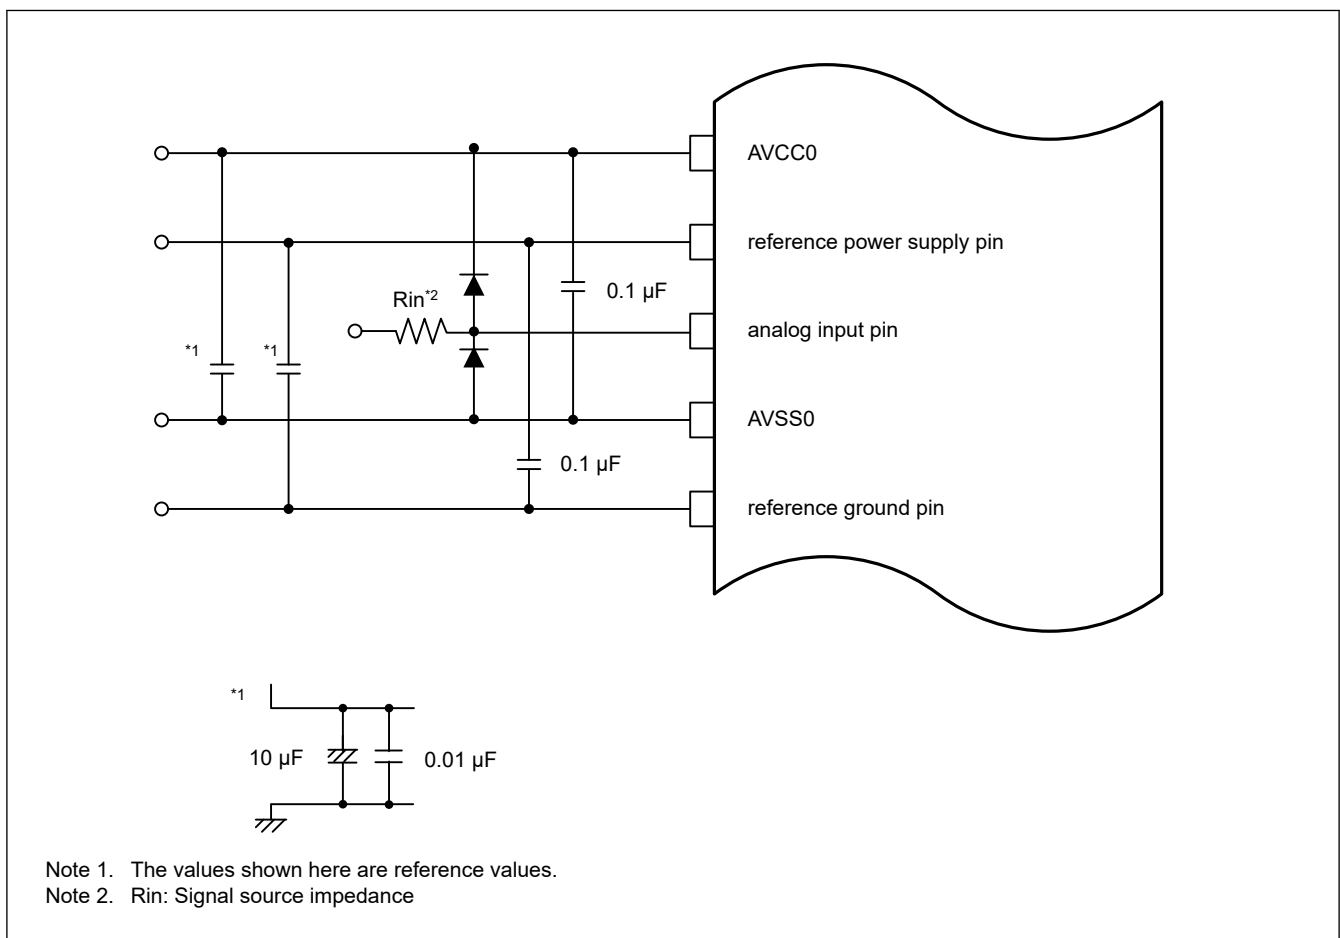 AVCC0
reference power supply pin
0.1 µF
Rin*2
analog input pin
*1
*1
AVSS0
0.1 µF
reference ground pin
*1
10 µF
0.01 µF
Note 1. The values shown here are reference values.
Note 2. Rin: Signal source impedance